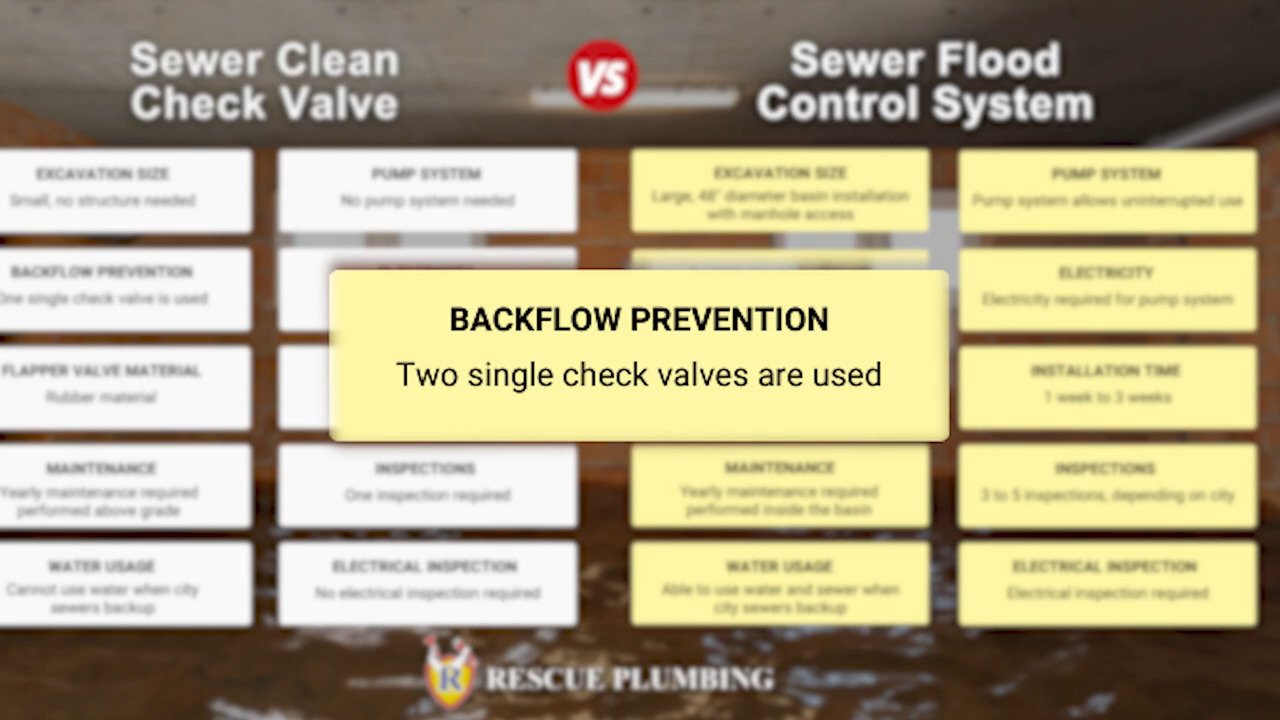 Sewer Clean
Check Valve
VS
Sewer Flood
Control System
EXCAVATION SIZE
Small, no structure needed
PUMP SYSTEM
No pump system needed
EXCAVATION SIZE
Large, 48" diameter basin installation
with manhole access
PUMP SYSTEM
Pump system allows uninterrupted use
BACKFLOW PREVENTION
One single check valve is used
BACKFLOW PREVENTION
Two single check valves are used
ELECTRICITY
Electricity required for pump system
FLAPPER VALVE MATERIAL
Rubber material
INSTALLATION TIME
1 week to 3 weeks
MAINTENANCE
Yearly maintenance required
performed above grade
INSPECTIONS
One inspection required
MAINTENANCE
Yearly maintenance required
performed inside the basin
INSPECTIONS
3 to 5 inspections, depending on city
WATER USAGE
Cannot use water when city
sewers backup
ELECTRICAL INSPECTION
No electrical inspection required
WATER USAGE
Able to use water and sewer when
city sewers backup
ELECTRICAL INSPECTION
Electrical inspection required
R
RESCUE PLUMBING